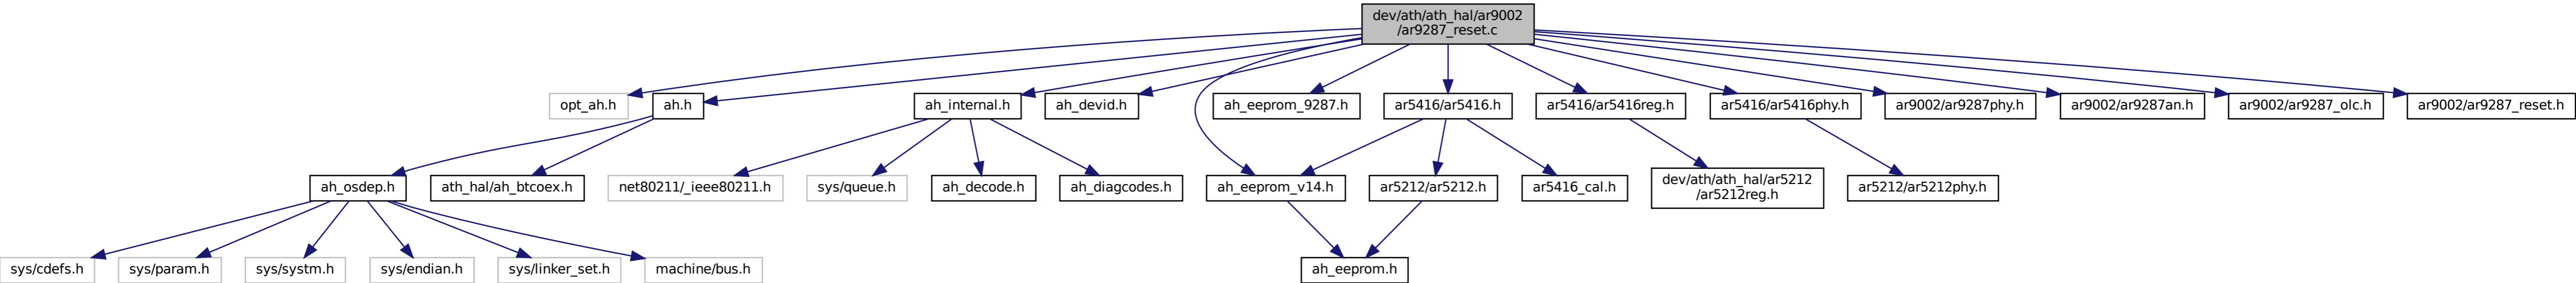 dev/ath/ath_hal/ar9002
/ar9287_reset.c
opt_ah.h
ah.h
ah_internal.h
ah_devid.h
ah_eeprom_9287.h
ar5416/ar5416.h
ar5416/ar5416reg.h
ar5416/ar5416phy.h
ar9002/ar9287phy.h
ar9002/ar9287an.h
ar9002/ar9287_olc.h
ar9002/ar9287_reset.h
ah_osdep.h
ath_hal/ah_btcoex.h
net80211/_ieee80211.h
sys/queue.h
ah_decode.h
ah_diagcodes.h
ah_eeprom_v14.h
ar5212/ar5212.h
ar5416_cal.h
dev/ath/ath_hal/ar5212
/ar5212reg.h
ar5212/ar5212phy.h
sys/cdefs.h
sys/param.h
sys/systm.h
sys/endian.h
sys/linker_set.h
machine/bus.h
ah_eeprom.h